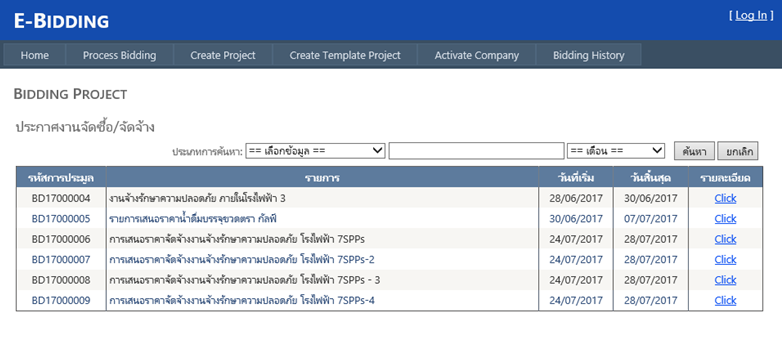 E-BIDDING
[ Log In ]
Home Process Bidding Create Project Create Template Project Activate Company Bidding History
BIDDING PROJECT
ประกาศงานจัดซื้อ/จัดจ้าง
ประเภทการค้นหา: == เลือกข้อมูล == == เดือน == ค้นหา ยกเลิก
รหัสการประมูล รายการ วันที่เริ่ม วันสิ้นสุด รายละเอียด
BD17000004 งานจ้างรักษาความปลอดภัย ภายในโรงไฟฟ้า 3 28/06/2017 30/06/2017 Click
BD17000005 รายการเสนอราคาน้ำดื่มบรรจุขวดตรา กัลฟ์ 30/06/2017 07/07/2017 Click
BD17000006 การเสนอราคาจัดจ้างงานจ้างรักษาความปลอดภัย โรงไฟฟ้า 7SPPs 24/07/2017 28/07/2017 Click
BD17000007 การเสนอราคาจัดจ้างงานจ้างรักษาความปลอดภัย โรงไฟฟ้า 7SPPs-2 24/07/2017 28/07/2017 Click
BD17000008 การเสนอราคาจัดจ้างงานจ้างรักษาความปลอดภัย โรงไฟฟ้า 7SPPs - 3 24/07/2017 28/07/2017 Click
BD17000009 การเสนอราคาจัดจ้างงานจ้างรักษาความปลอดภัย โรงไฟฟ้า 7SPPs-4 24/07/2017 28/07/2017 Click